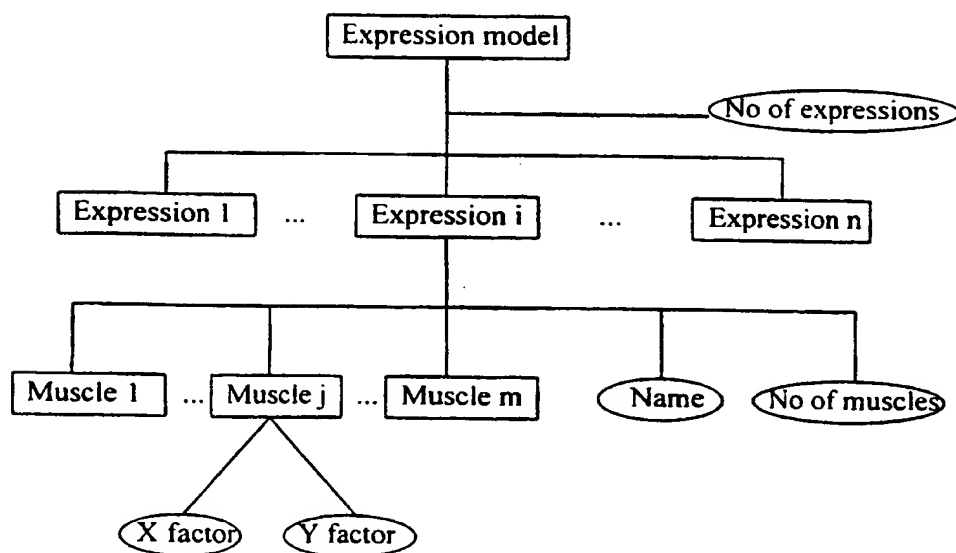 Expression model
No of expressions
Expression 1 ... Expression i ... Expression n
Muscle 1 ... Muscle j ... Muscle m Name No of muscles
X factor Y factor